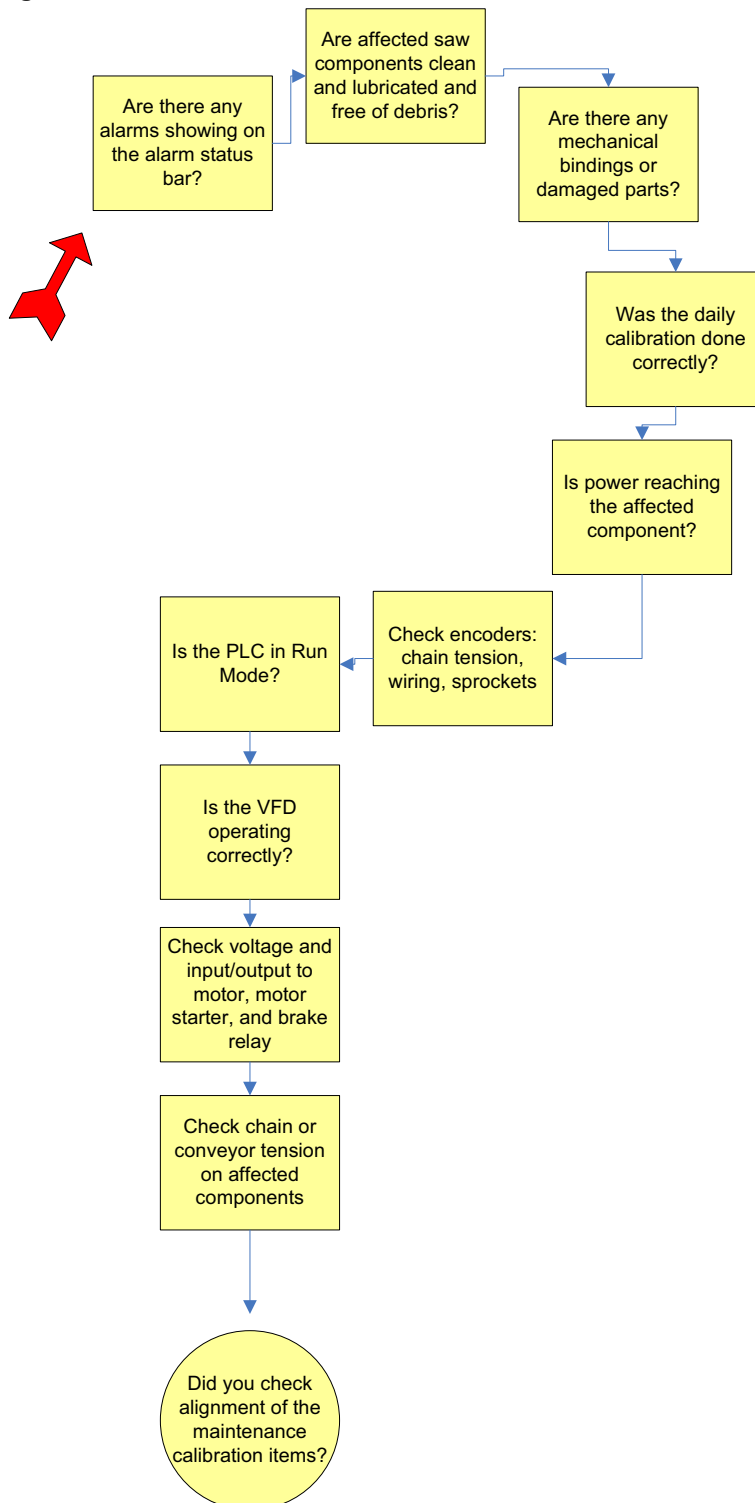 Are there any
alarms showing on
the alarm status
bar?
Are affected saw
components clean
and lubricated and
free of debris?
Are there any
mechanical
bindings or
damaged parts?
Was the daily
calibration done
correctly?
Is power reaching
the affected
component?
Check encoders:
chain tension,
wiring, sprockets
Is the PLC in Run
Mode?
Is the VFD
operating
correctly?
Check voltage and
input/output to
motor, motor
starter, and brake
relay
Check chain or
conveyor tension
on affected
components
Did you check
alignment of the
maintenance
calibration items?